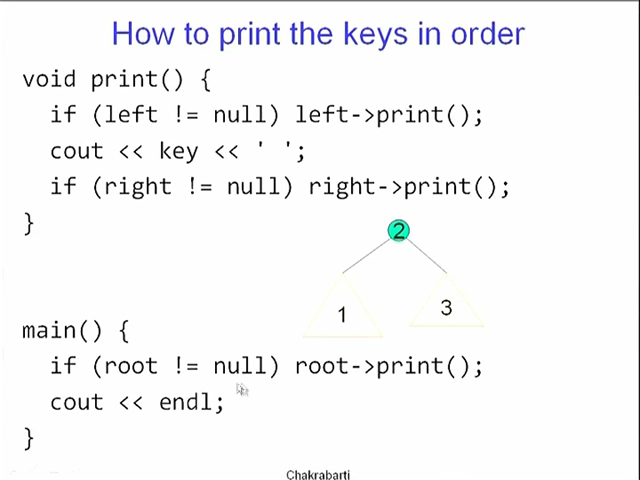 How to print the keys in order
void print() {
if (left != null) left->print();
cout << key << ' ';
if (right != null) right->print();
}
2
1
3
main() {
if (root != null) root->print();
cout << endl;
}
Chakrabarti